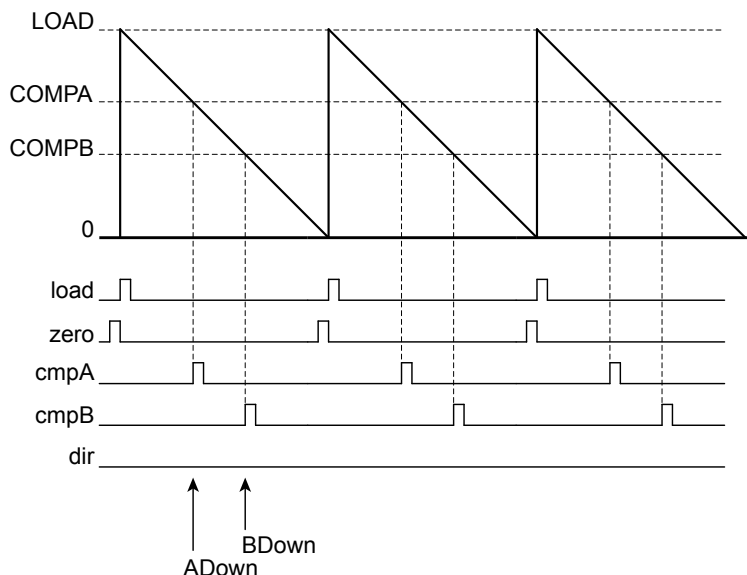 LOAD
COMPA
COMPB
0
load
zero
cmpA
cmpB
dir
BDown
ADown